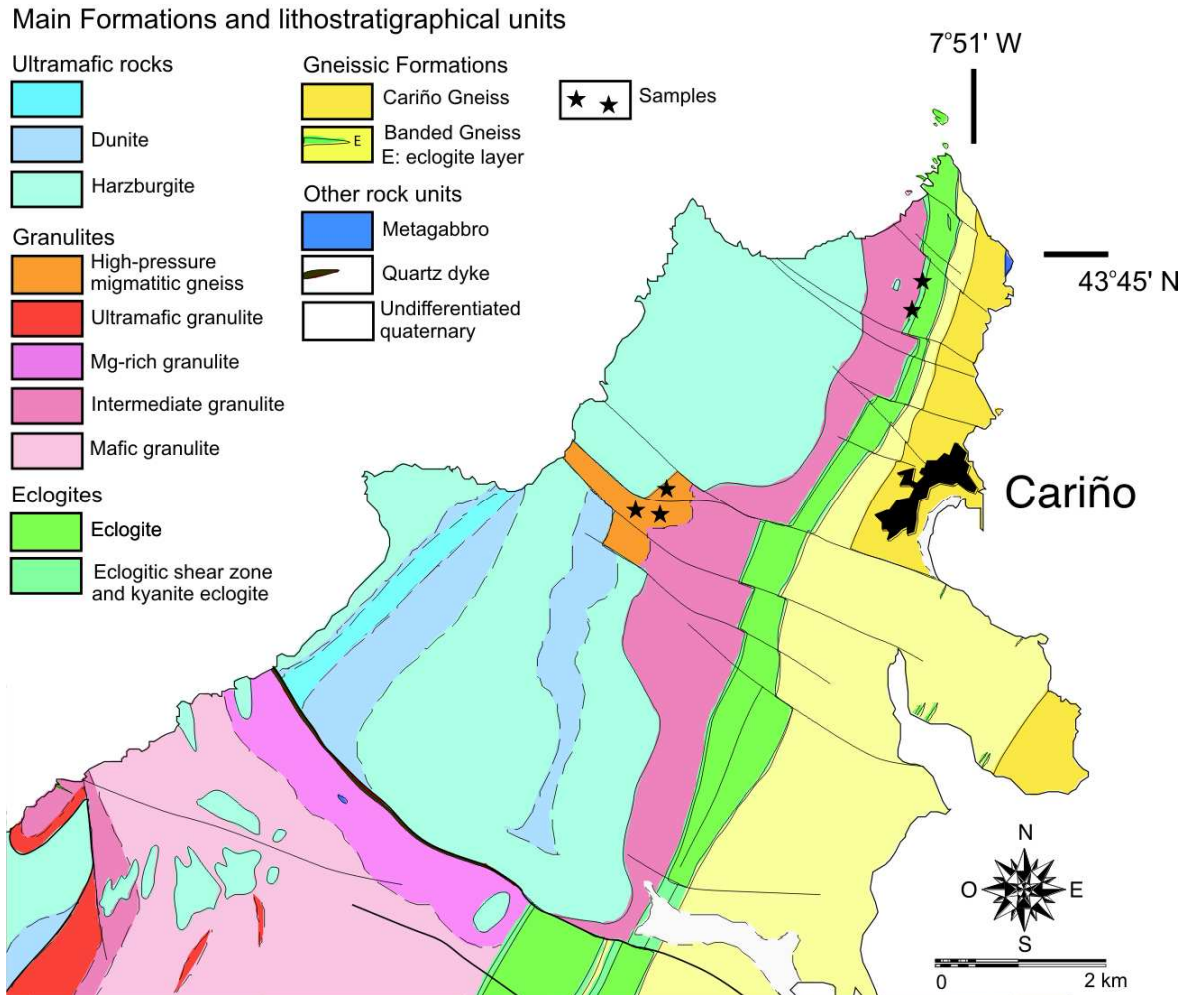 Main Formations and lithostratigraphical units
Ultramafic rocks
Dunite
Harzburgite
Granulites
High-pressure
migmatitic gneiss
Ultramafic granulite
Mg-rich granulite
Intermediate granulite
Mafic granulite
Eclogites
Eclogite
Eclogitic shear zone
and kyanite eclogite
Gneissic Formations
Cariño Gneiss
E
Banded Gneiss
E: eclogite layer
Other rock units
Metagabbro
Quartz dyke
Undifferentiated
quaternary
Samples
7°51' W
43°45' N
Cariño
N
O
E
S
0
2 km